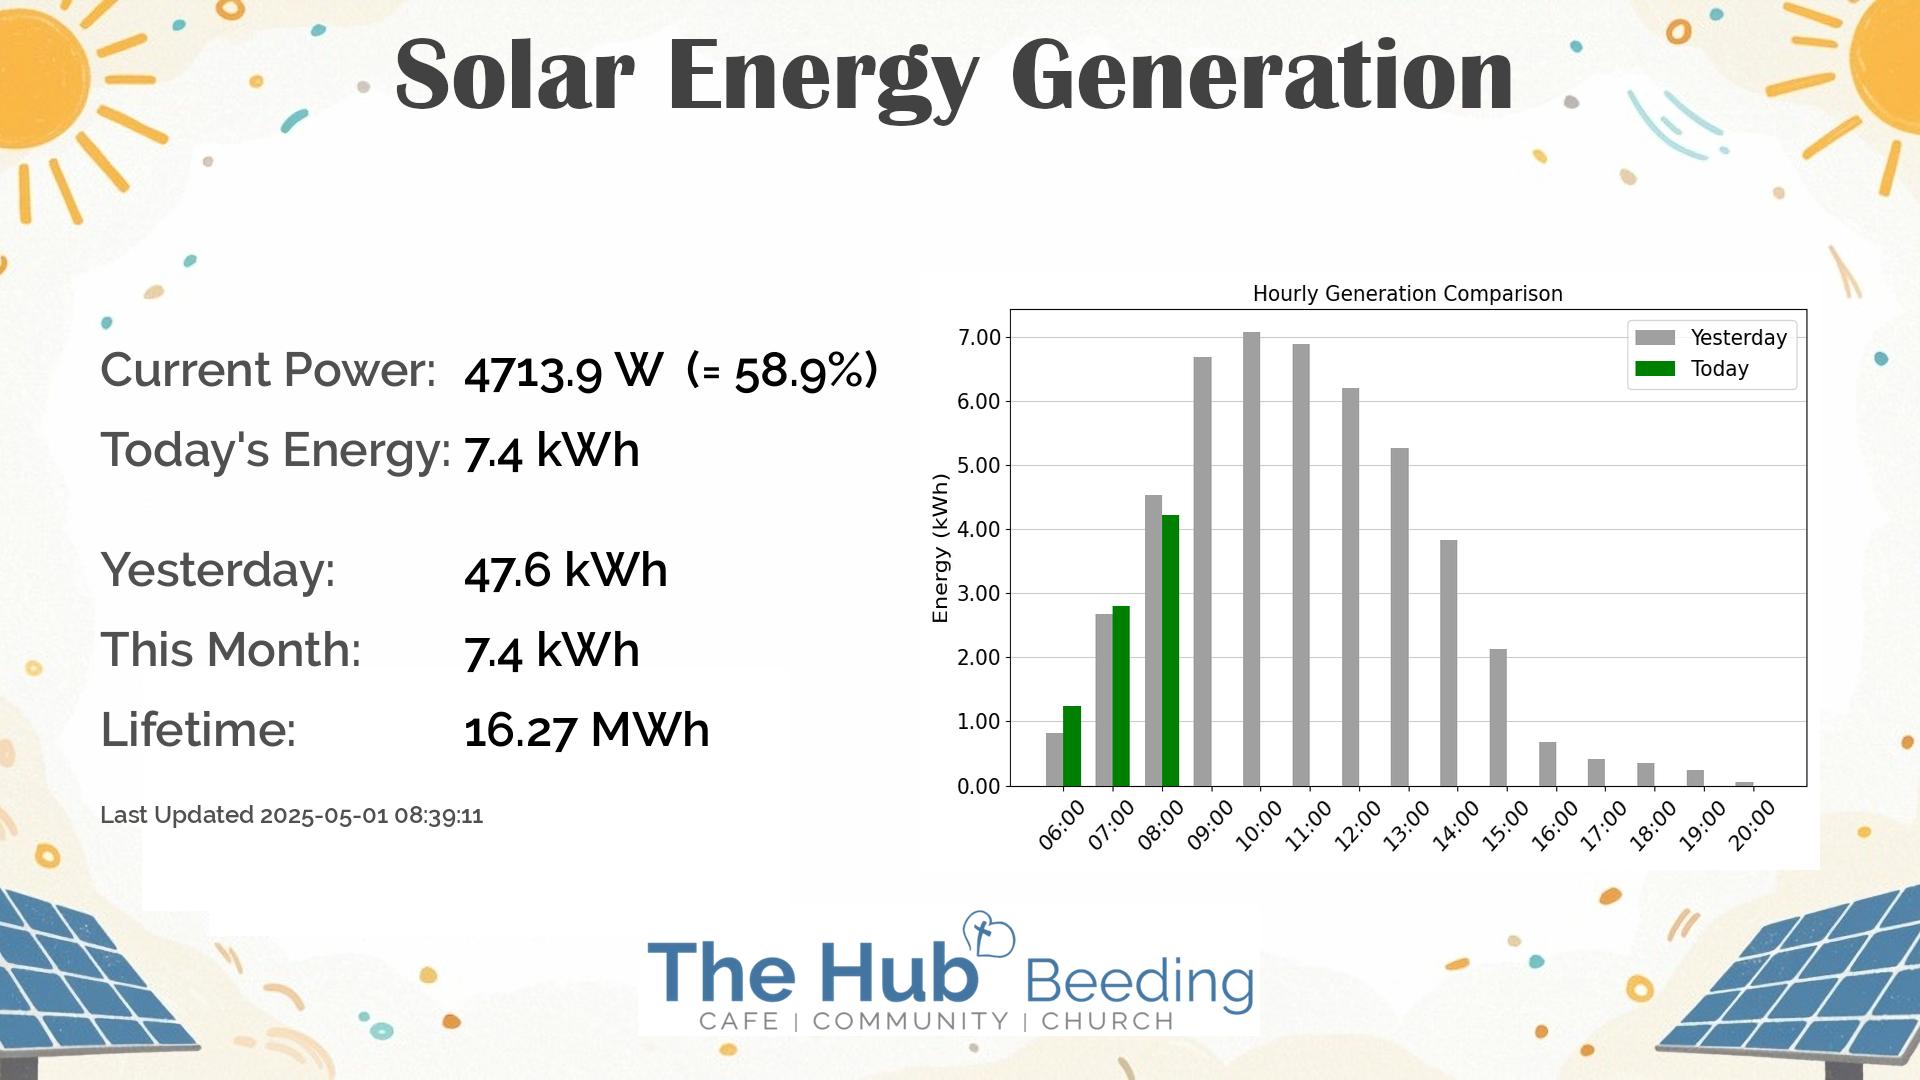 Solar Energy Generation
Current Power: 4713.9 W (= 58.9%)
Today's Energy: 7.4 kWh
Yesterday: 47.6 kWh
This Month: 7.4 kWh
Lifetime: 16.27 MWh
Last Updated 2025-05-01 08:39:11
Hourly Generation Comparison
Yesterday
Today
Energy (kWh)
7.00
6.00
5.00
4.00
3.00
2.00
1.00
0.00
06:00 07:00 08:00 09:00 10:00 11:00 12:00 13:00 14:00 15:00 16:00 17:00 18:00 19:00 20:00
The Hub Beeding
CAFE | COMMUNITY | CHURCH